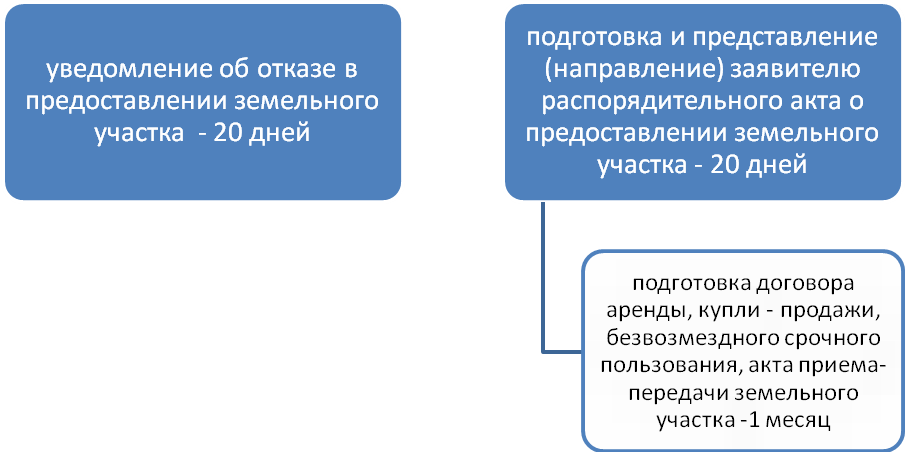 уведомление об отказе в
предоставлении земельного
участка - 20 дней
подготовка и представление
(направление) заявителю
распорядительного акта о
предоставлении земельного
участка - 20 дней
подготовка договора
аренды, купли - продажи,
безвозмездного срочного
пользования, акта приема-
передачи земельного
участка -1 месяц